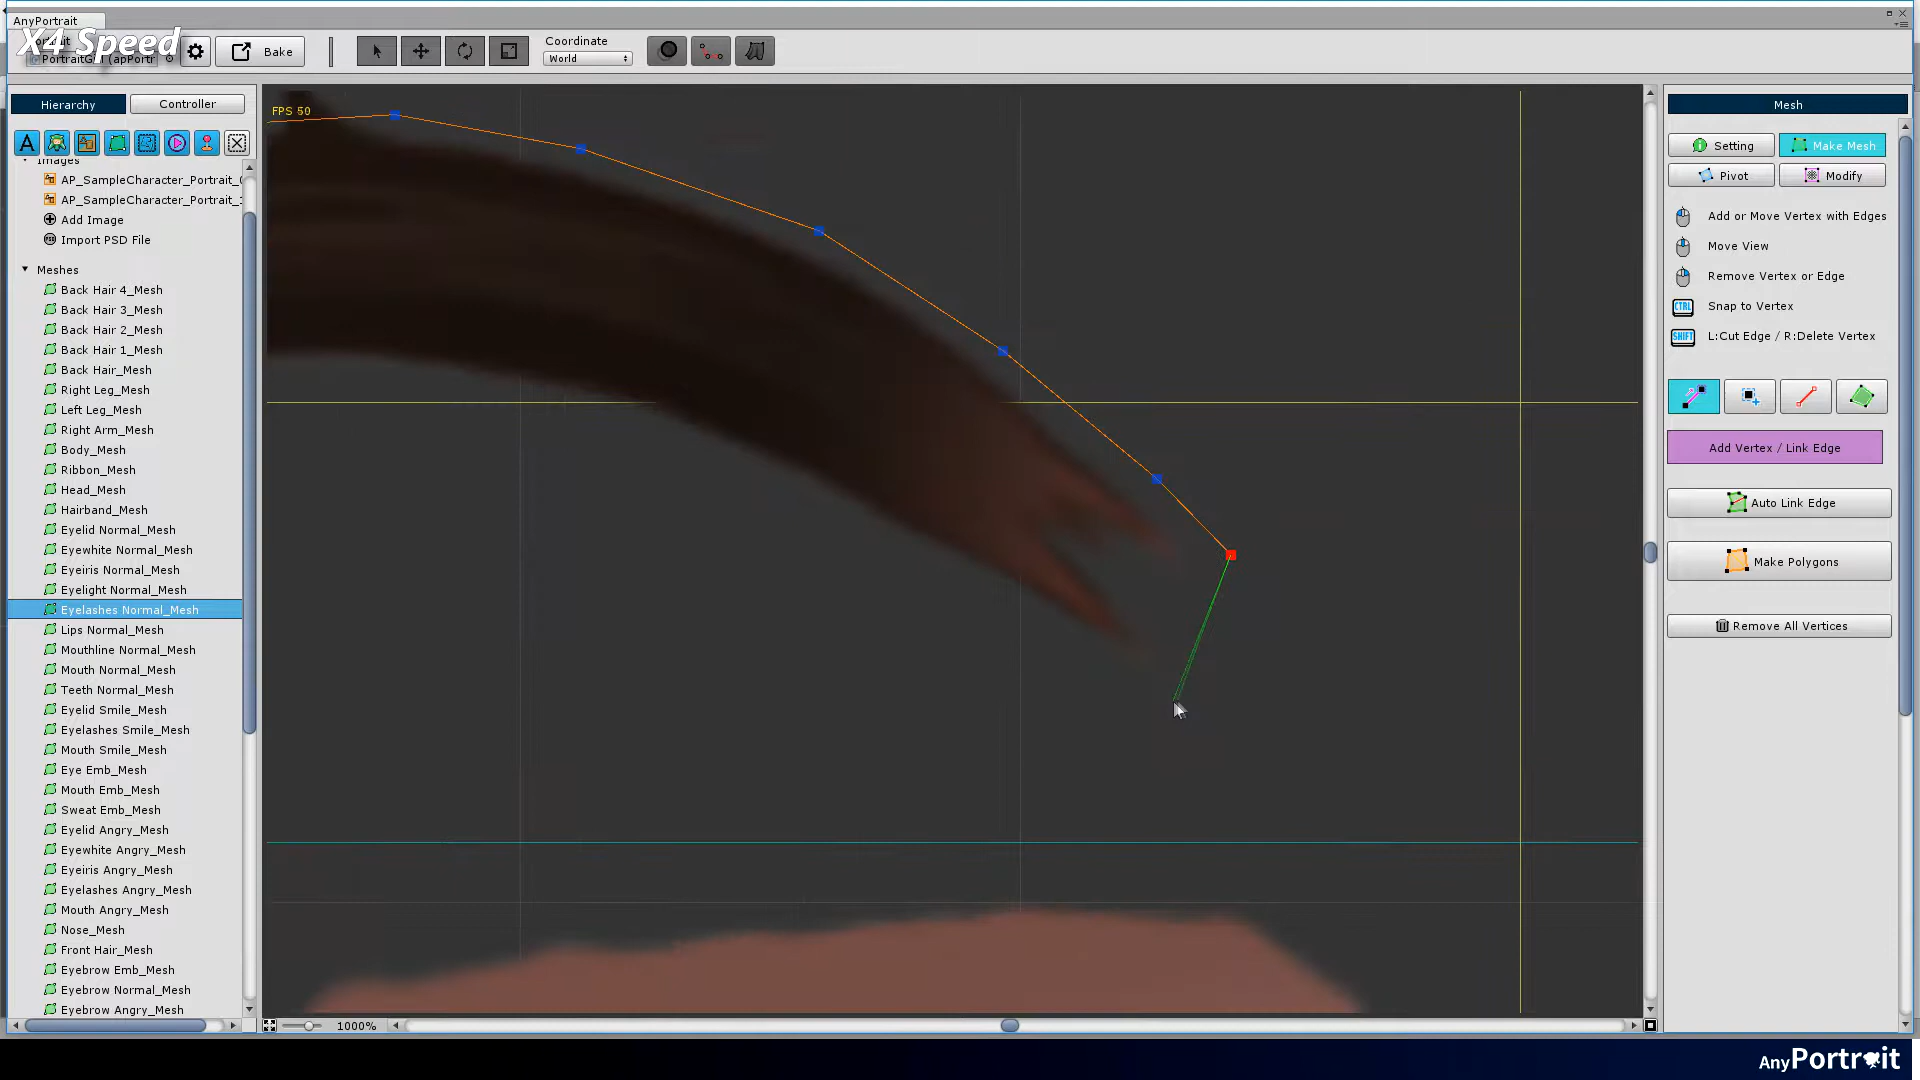 AnyPortrait
X4 Speed
Bake
Coordinate
World
Hierarchy
Controller
FPS 50
Images
AP_SampleCharacter_Portrait_
AP_SampleCharacter_Portrait_
Add Image
Import PSD File
Meshes
Back Hair 4_Mesh
Back Hair 3_Mesh
Back Hair 2_Mesh
Back Hair 1_Mesh
Back Hair_Mesh
Right Leg_Mesh
Left Leg_Mesh
Right Arm_Mesh
Body_Mesh
Ribbon_Mesh
Head_Mesh
Hairband_Mesh
Eyelid Normal_Mesh
Eyewhite Normal_Mesh
Eyeiris Normal_Mesh
Eyelight Normal_Mesh
Eyelashes Normal_Mesh
Lips Normal_Mesh
Mouthline Normal_Mesh
Mouth Normal_Mesh
Teeth Normal_Mesh
Eyelid Smile_Mesh
Eyelashes Smile_Mesh
Mouth Smile_Mesh
Eye Emb_Mesh
Mouth Emb_Mesh
Sweat Emb_Mesh
Eyelid Angry_Mesh
Eyewhite Angry_Mesh
Eyeiris Angry_Mesh
Eyelashes Angry_Mesh
Mouth Angry_Mesh
Nose_Mesh
Front Hair_Mesh
Eyebrow Emb_Mesh
Eyebrow Normal_Mesh
Eyebrow Angry_Mesh
1000%
Mesh
Setting
Make Mesh
Pivot
Modify
Add or Move Vertex with Edges
Move View
Remove Vertex or Edge
CTRL Snap to Vertex
SHIFT L:Cut Edge / R:Delete Vertex
Add Vertex / Link Edge
Auto Link Edge
Make Polygons
Remove All Vertices
AnyPortrait